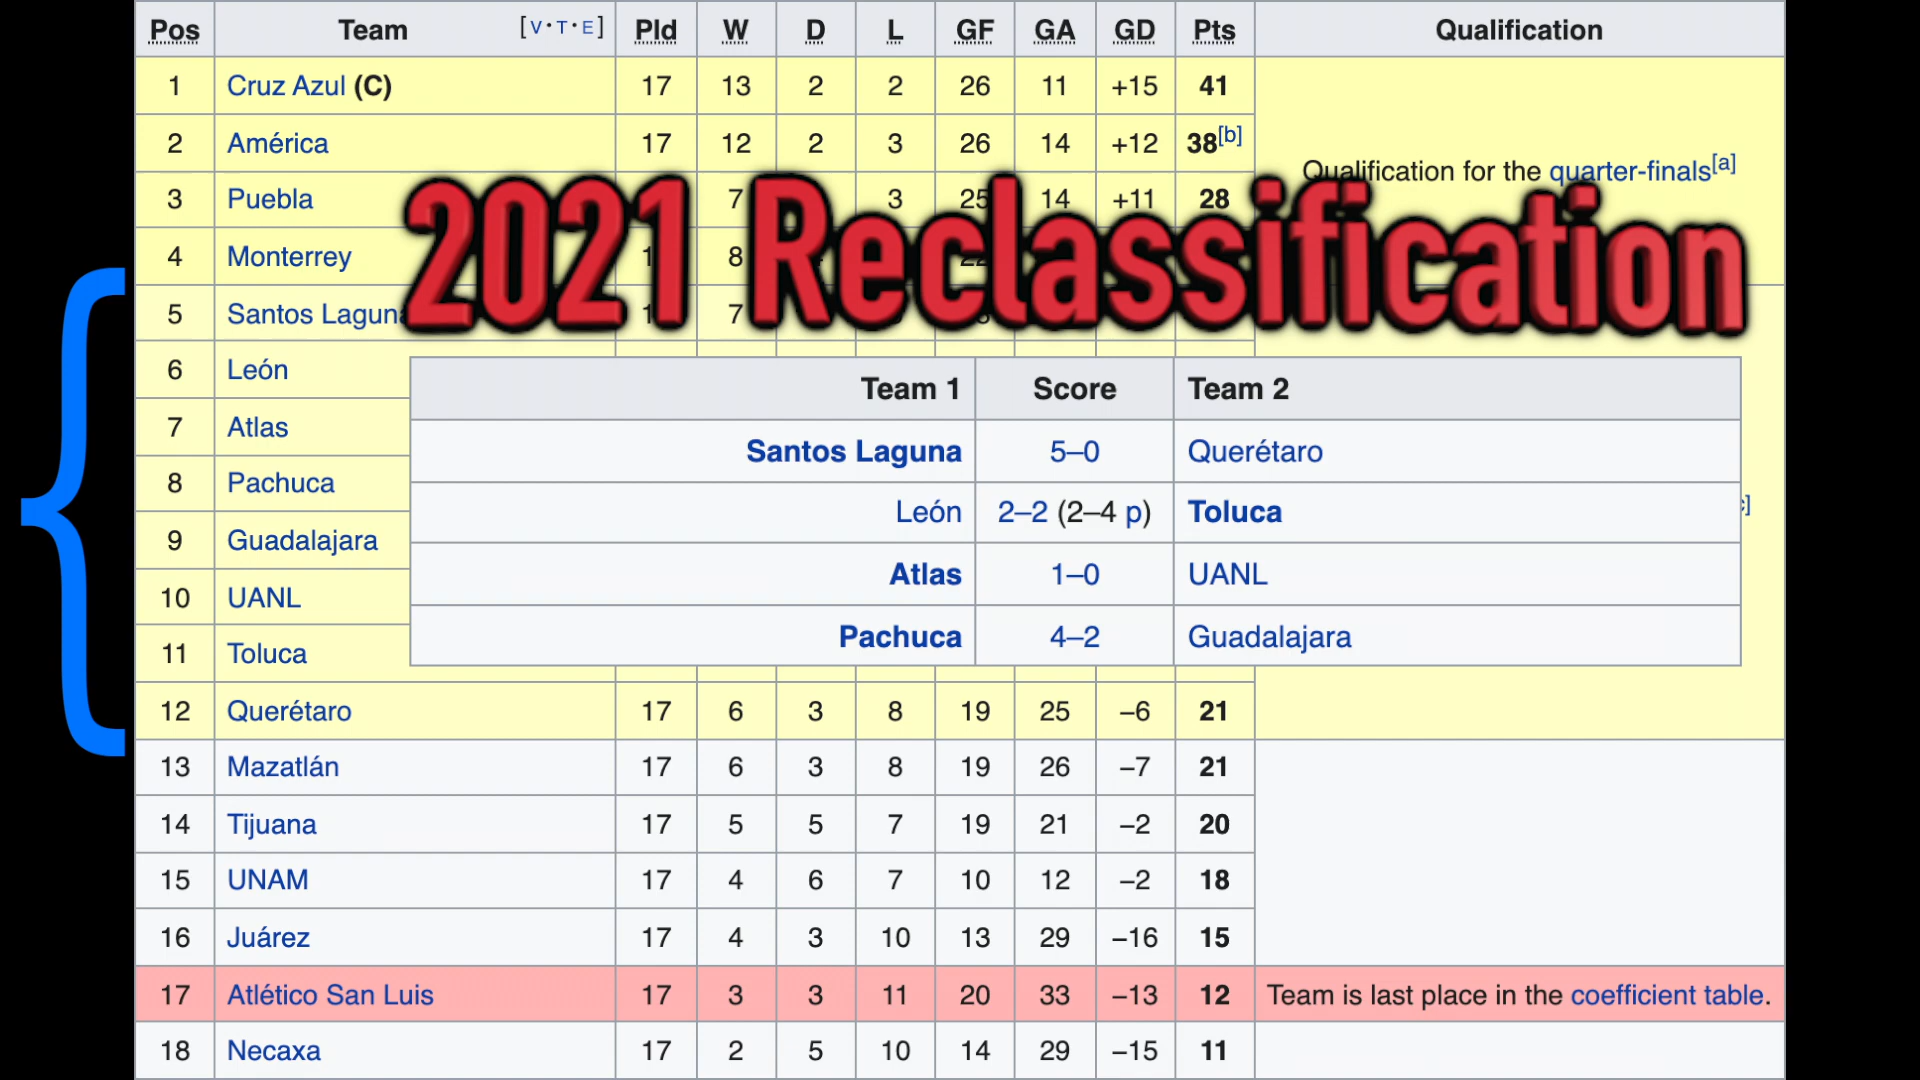 Pos Team [V·T·E] Pld W D L GF GA GD Pts Qualification
1 Cruz Azul (C) 17 13 2 2 26 11 +15 41
2 América 17 12 2 3 26 14 +12 38[b]
Qualification for the quarter-finals[a]
3 Puebla 7 3 25 14 +11 28
2021 Reclassification
4 Monterrey 8
5 Santos Laguna 7
6 León
Team 1 Score Team 2
7 Atlas
Santos Laguna 5–0 Querétaro
8 Pachuca
León 2–2 (2–4 p) Toluca
9 Guadalajara
Atlas 1–0 UANL
10 UANL
Pachuca 4–2 Guadalajara
11 Toluca
12 Querétaro 17 6 3 8 19 25 −6 21
13 Mazatlán 17 6 3 8 19 26 −7 21
14 Tijuana 17 5 5 7 19 21 −2 20
15 UNAM 17 4 6 7 10 12 −2 18
16 Juárez 17 4 3 10 13 29 −16 15
17 Atlético San Luis 17 3 3 11 20 33 −13 12 Team is last place in the coefficient table.
18 Necaxa 17 2 5 10 14 29 −15 11